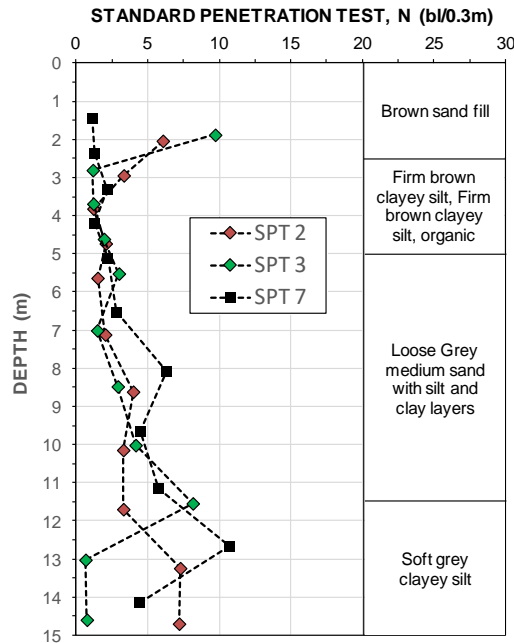 STANDARD PENETRATION TEST, N (bl/0.3m)
0 5 10 15 20 25 30
DEPTH (m)
0
1
2
3
4
5
6
7
8
9
10
11
12
13
14
15
SPT 2
SPT 3
SPT 7
Brown sand fill
Firm brown
clayey silt, Firm
brown clayey
silt, organic
Loose Grey
medium sand
with silt and
clay layers
Soft grey
clayey silt